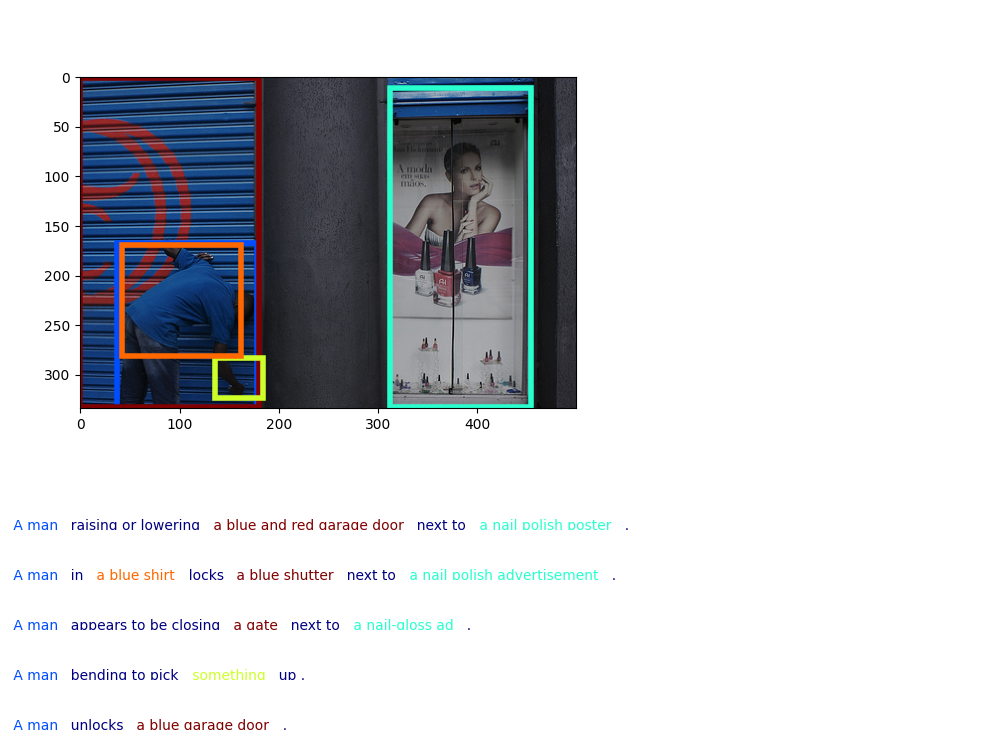 0
50
100
150
200
250
300
0 100 200 300 400
A moda
em suas
mãos.
A man raising or lowering a blue and red garage door next to a nail polish poster .
A man in a blue shirt locks a blue shutter next to a nail polish advertisement .
A man appears to be closing a gate next to a nail-gloss ad .
A man bending to pick something up .
A man unlocks a blue garage door .